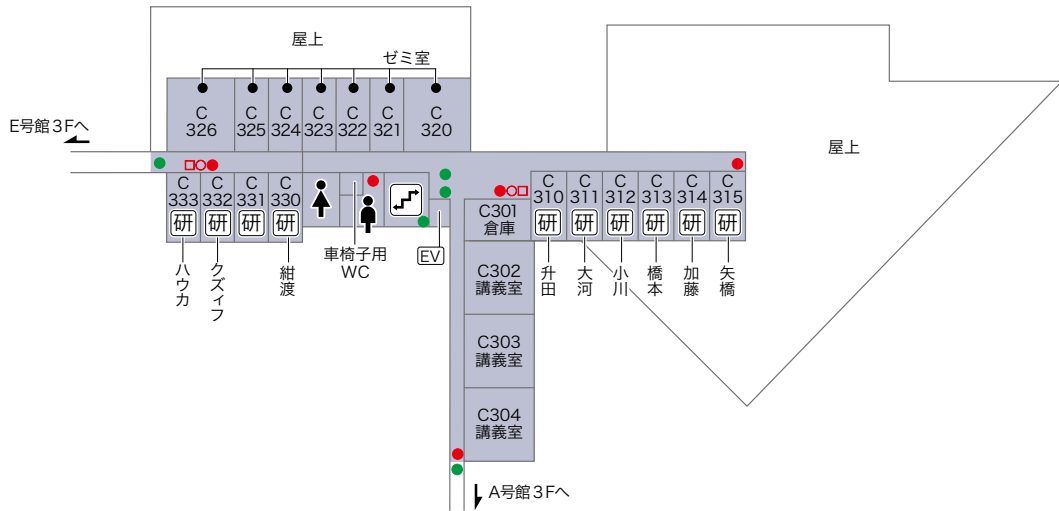 屋上
ゼミ室
C
326
C
325
C
324
C
323
C
322
C
321
C
320
E号館3Fへ
屋上
C
333
研
C
332
研
C
331
研
C
330
研
C301
倉庫
C
310
研
C
311
研
C
312
研
C
313
研
C
314
研
C
315
研
車椅子用
WC
EV
ハウカ
クズィフ
紺渡
C302
講義室
升田
大河
小川
橋本
加藤
矢橋
C303
講義室
C304
講義室
A号館3Fへ